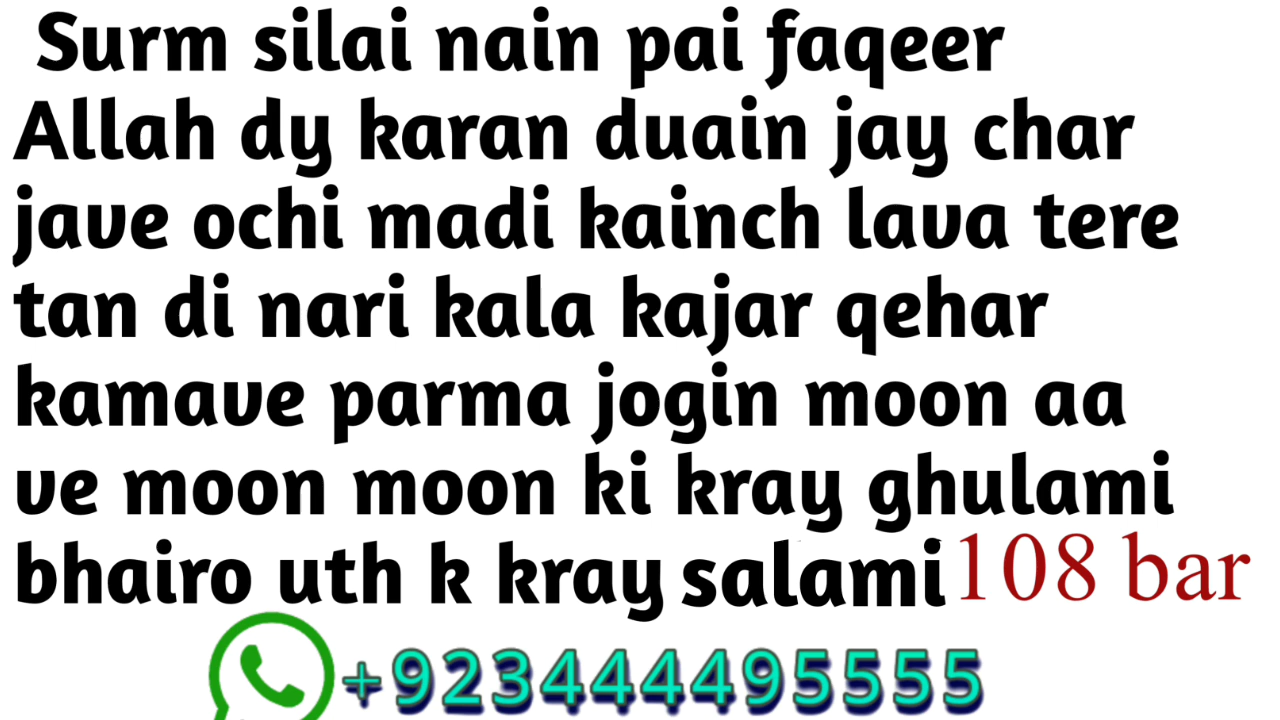 Surm silai nain pai faqeer
Allah dy karan duain jay char
jave ochi madi kainch lava tere
tan di nari kala kajar qehar
kamave parma jogin moon aa
ve moon moon ki kray ghulami
bhairo uth k kray salami 108 bar
+923444495555